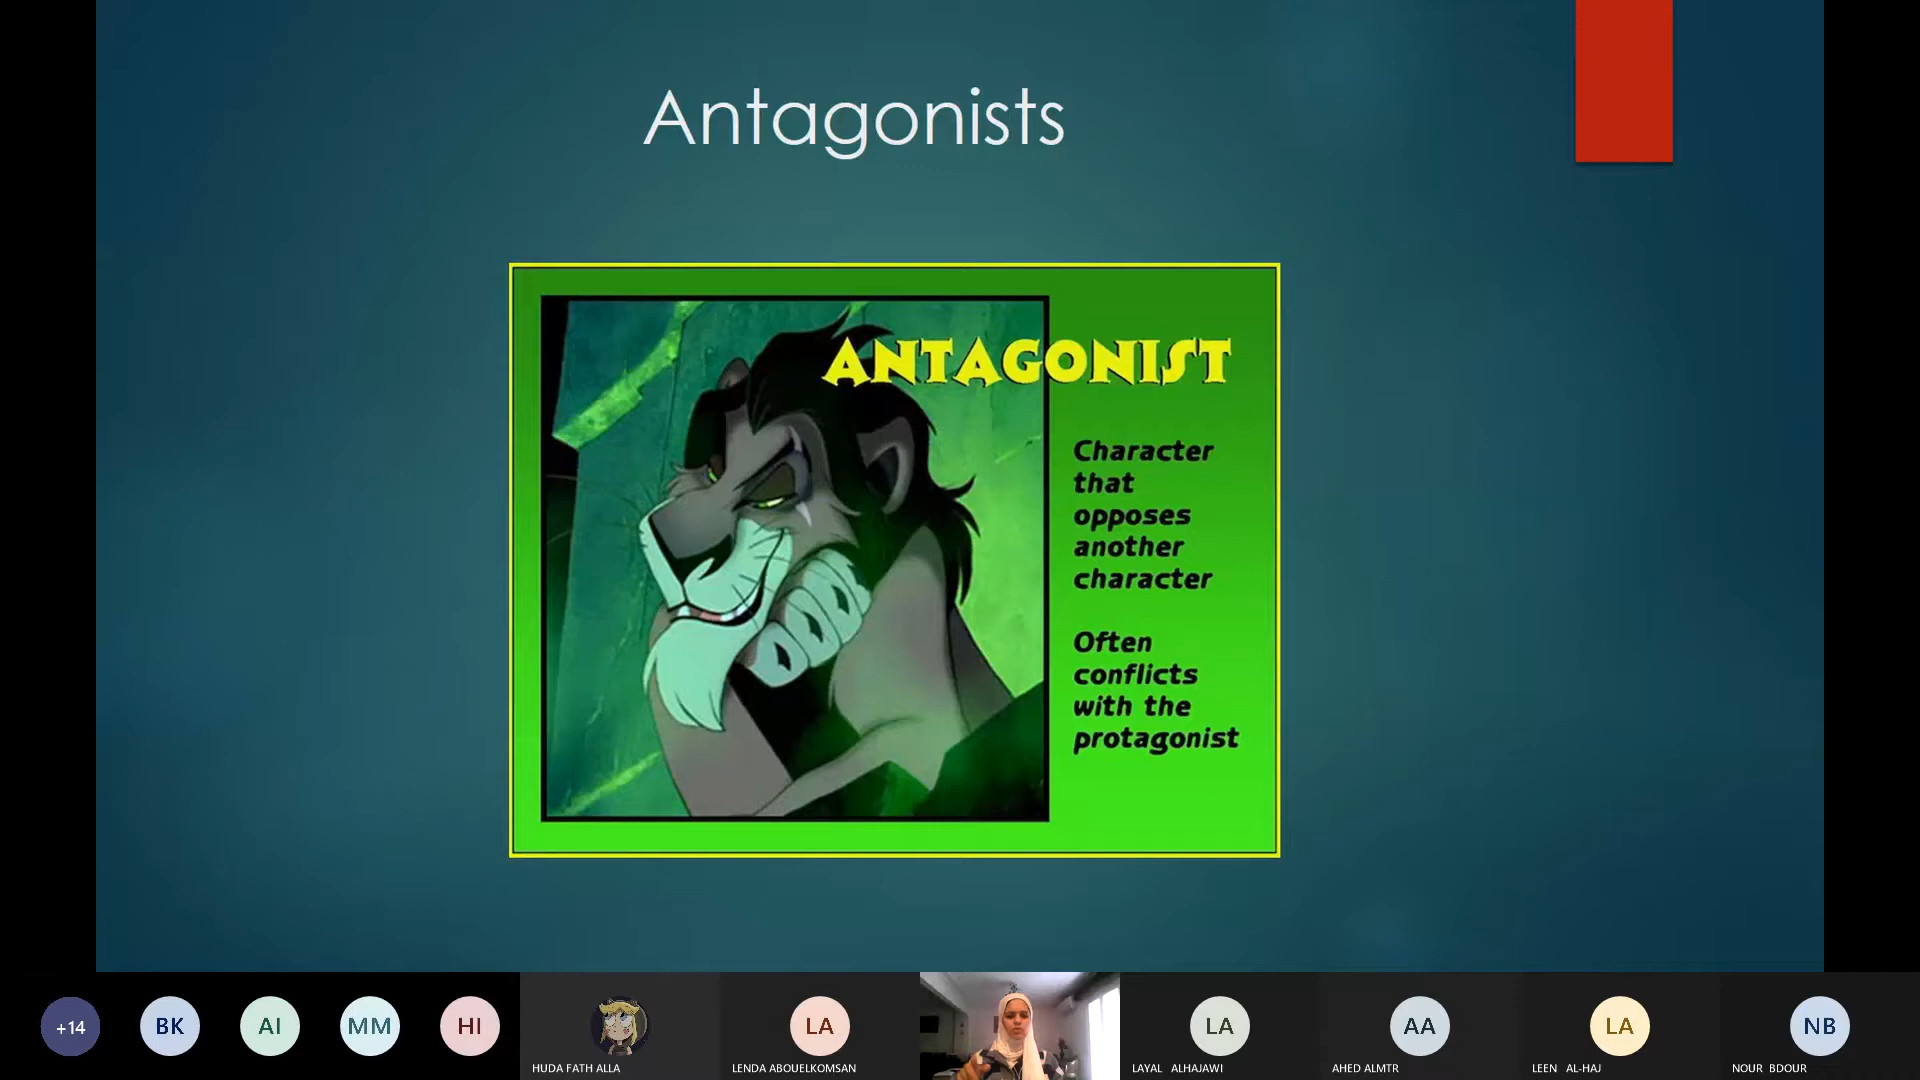 Antagonists
ANTAGONIST
Character
that
opposes
another
character
Often
conflicts
with the
protagonist
+14
BK
AI
MM
HI
LA
LA
AA
LA
NB
HUDA FATH ALLA
LENDA ABOUELKOMSAN
LAYAL ALHAJAWI
AHED ALMTR
LEEN AL-HAJ
NOUR BDOUR